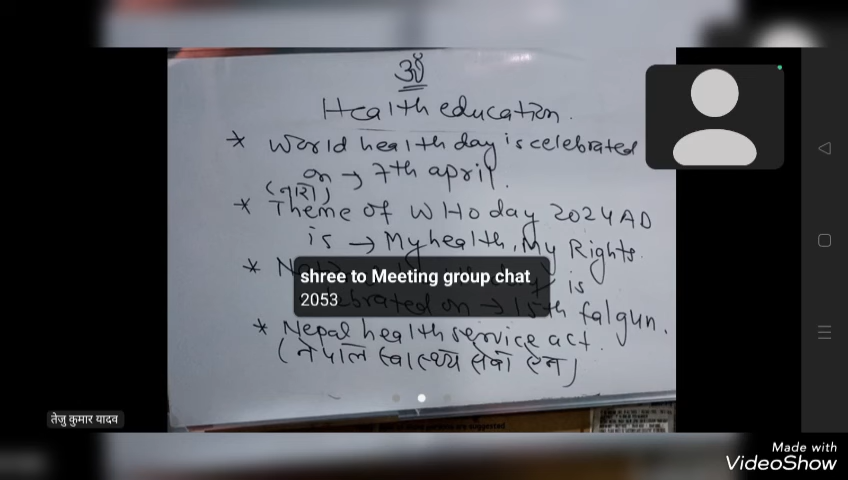 ॐ
Health education.
* World health day is celebrated
on → 7th april.
(नारा)
* Theme of WHO day 2024 AD
is → My health, My Rights.
* is
shree to Meeting group chat
2053
ebrated on → 15th falgun.
* Nepal health service act.
(नेपाल स्वास्थ्य सेवा ऐन)
तेजु कुमार यादव
Made with
VideoShow